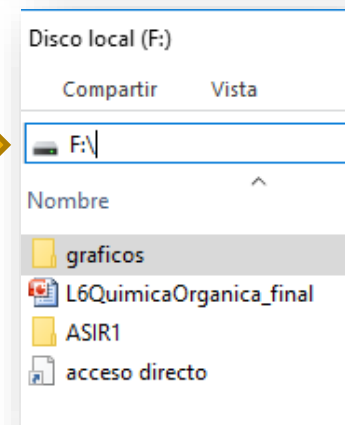 Disco local (F:)
Compartir Vista
F:\
Nombre
graficos
L6QuimicaOrganica_final
ASIR1
acceso directo